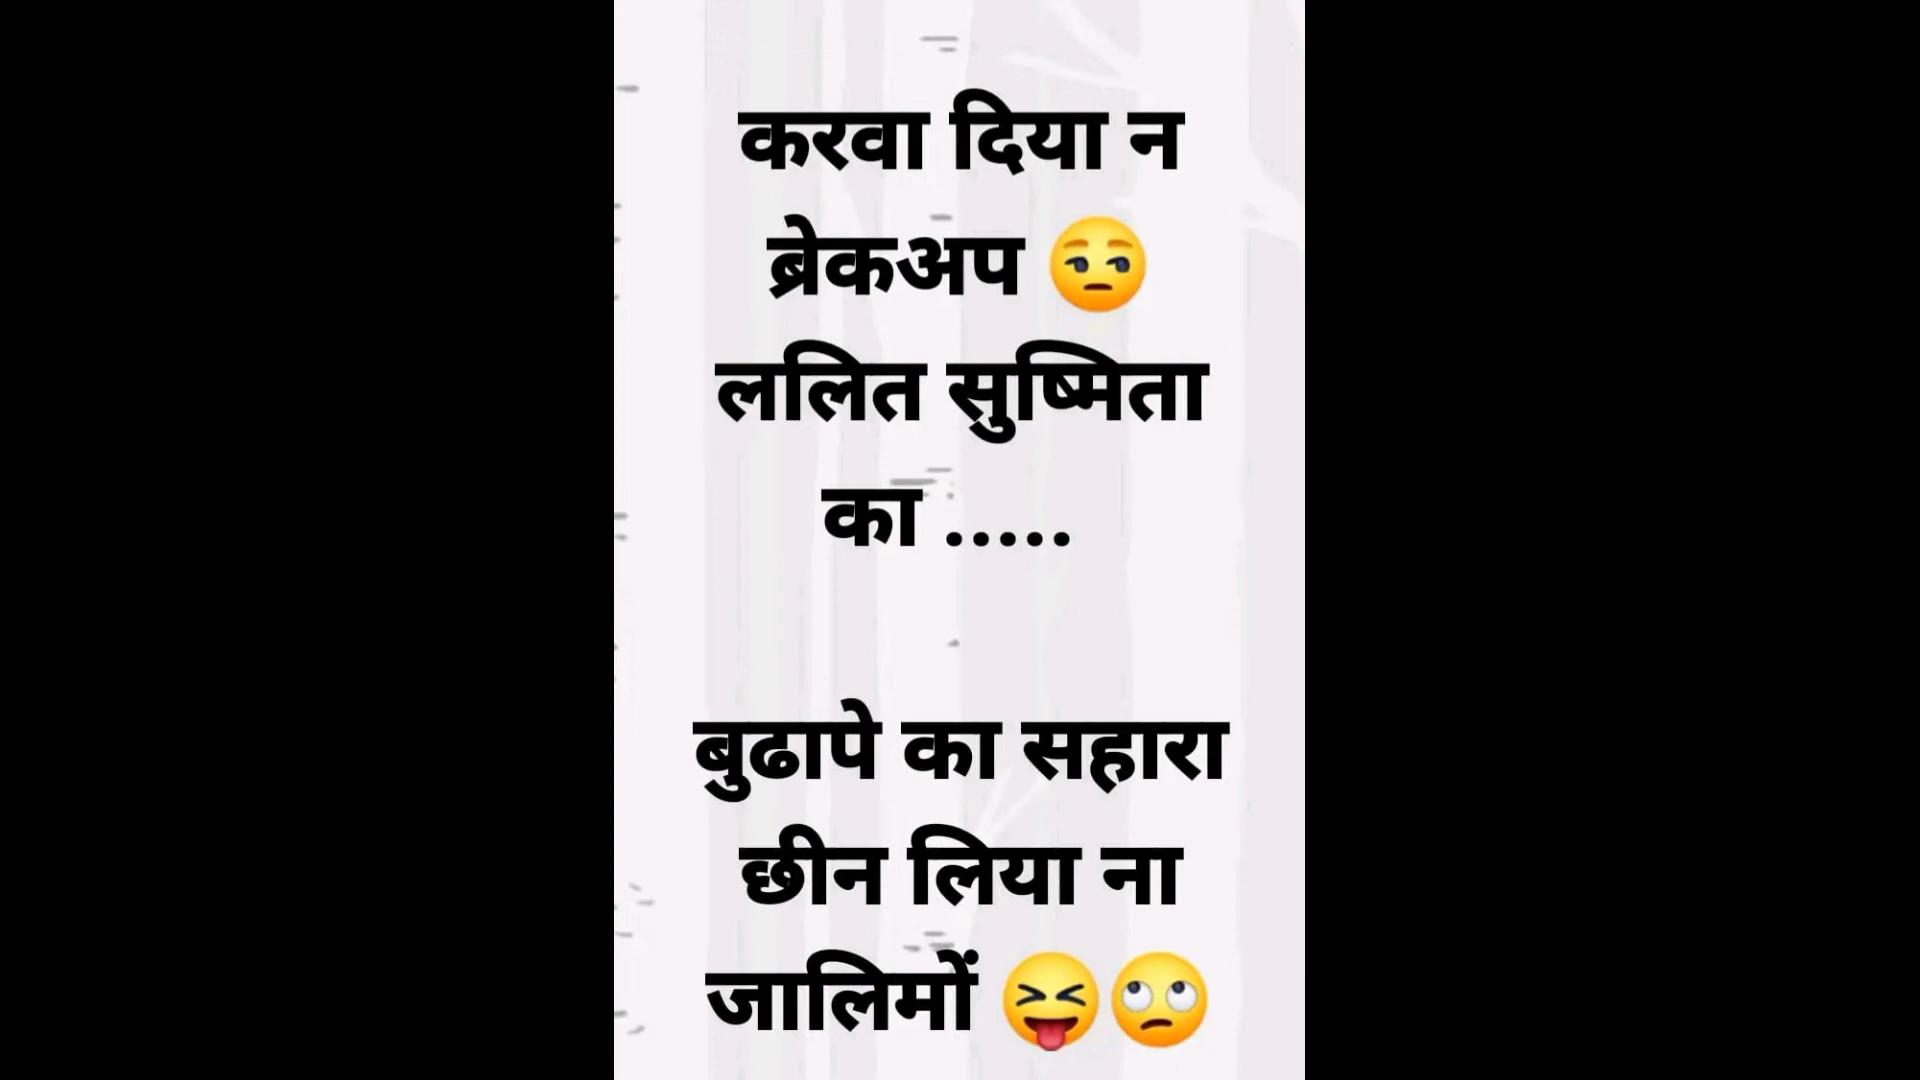 करवा दिया न
ब्रेकअप 😒
ललित सुष्मिता
का .....
बुढापे का सहारा
छीन लिया ना
जालिमों 😝🙄